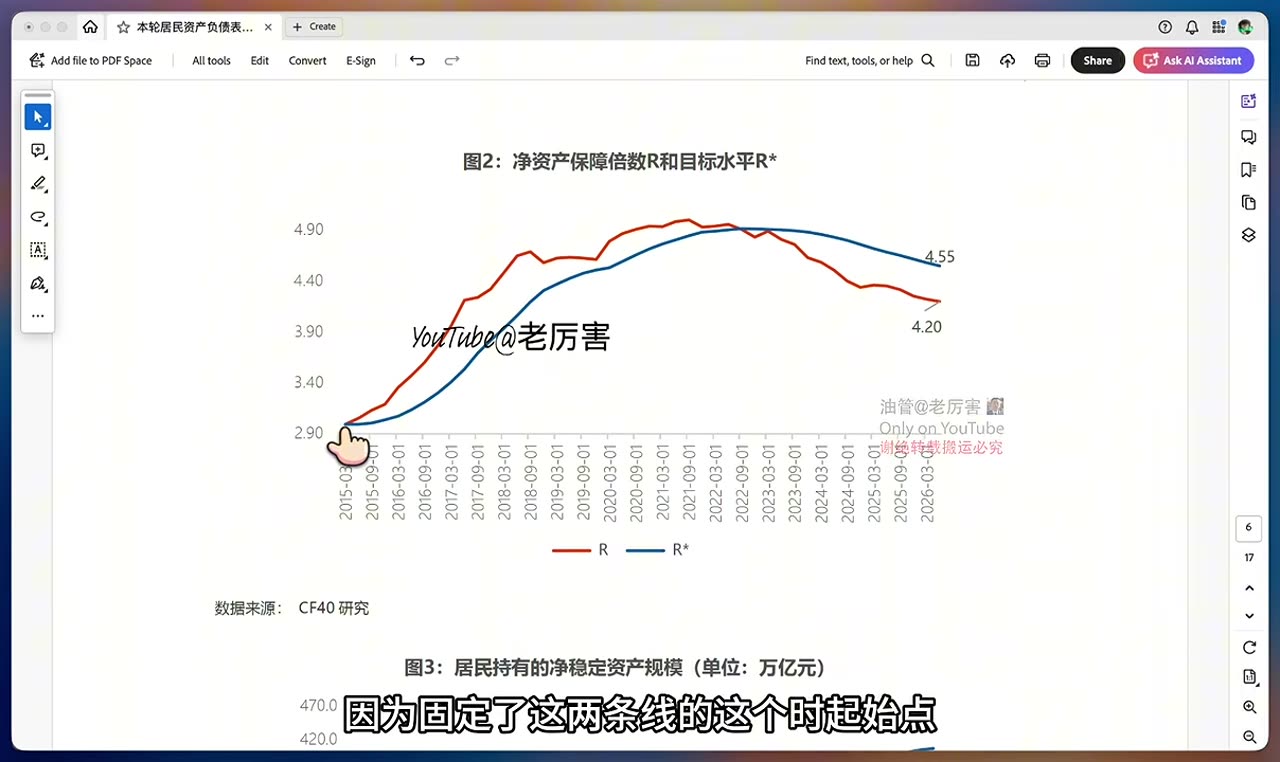 本轮居民资产负债表...
Create
Add file to PDF Space
All tools
Edit
Convert
E-Sign
Find text, tools, or help
Share
Ask AI Assistant
图2：净资产保障倍数R和目标水平R*
4.90
4.40
3.90
3.40
2.90
4.55
4.20
YouTube@老厉害
油管@老厉害
Only on YouTube
谢绝转载搬运必究
2015-03
2015-09-0
2016-03-01
2016-09-01
2017-03-01
2017-09-01
2018-03-01
2018-09-01
2019-03-01
2019-09-01
2020-03-01
2020-09-01
2021-03-01
2021-09-01
2022-03-01
2022-09-01
2023-03-01
2023-09-01
2024-03-01
2024-09-01
2025-03-01
2025-09-01
2026-03-01
R
R*
数据来源： CF40 研究
图3：居民持有的净稳定资产规模（单位：万亿元）
470.0
420.0
因为固定了这两条线的这个时起始点
6
17